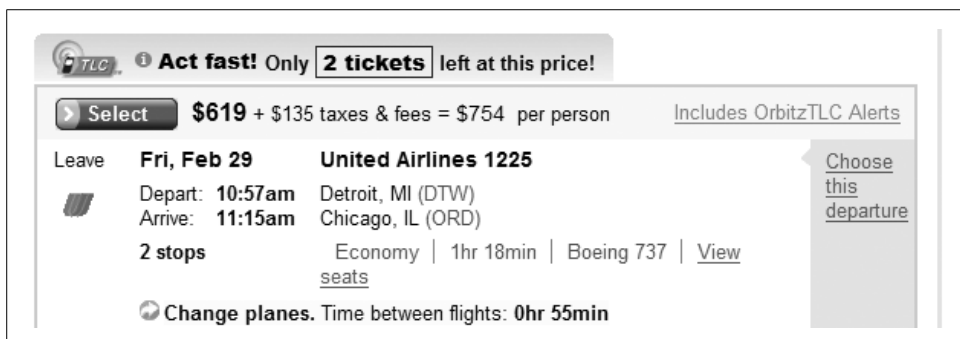 TLC Act fast! Only 2 tickets left at this price!
Select $619 + $135 taxes & fees = $754 per person Includes OrbitzTLC Alerts
Leave Fri, Feb 29 United Airlines 1225 Choose
this
departure
Depart: 10:57am Detroit, MI (DTW)
Arrive: 11:15am Chicago, IL (ORD)
2 stops Economy | 1hr 18min | Boeing 737 | View
seats
Change planes. Time between flights: 0hr 55min